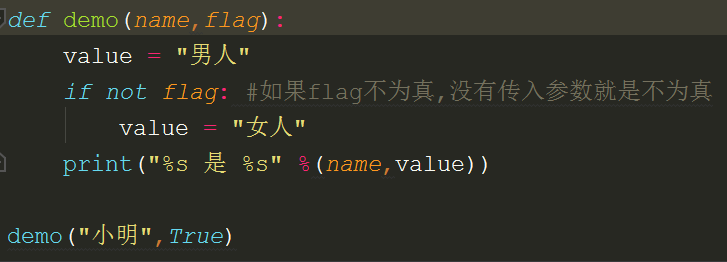 def demo(name,flag):
value = "男人"
if not flag: #如果flag不为真,没有传入参数就是不为真
value = "女人"
print("%s 是 %s" %(name,value))
demo("小明",True)